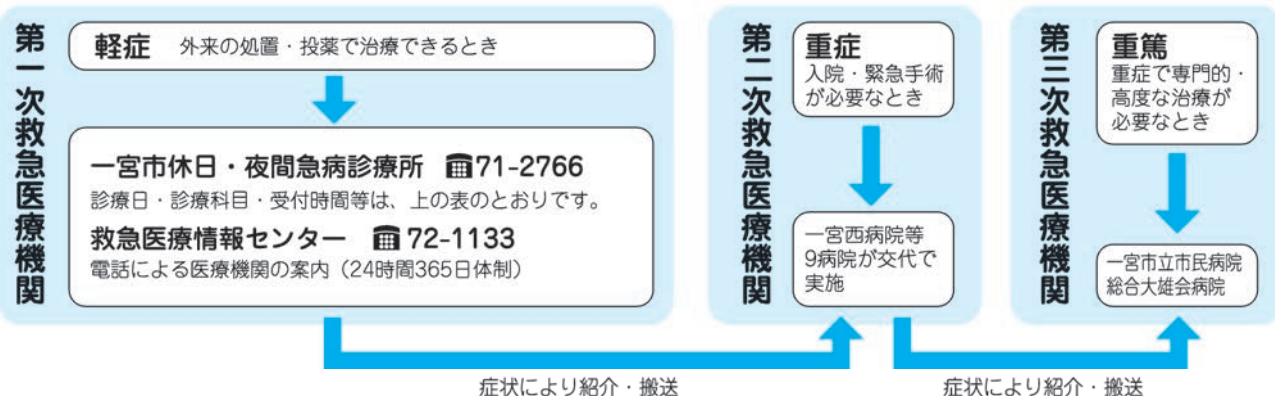 第一次救急医療機関
軽症 外来の処置・投薬で治療できるとき
一宮市休日・夜間急病診療所 ☎71-2766
診療日・診療科目・受付時間等は、上の表のとおりです。
救急医療情報センター ☎72-1133
電話による医療機関の案内（24時間365日体制）
第二次救急医療機関
重症
入院・緊急手術
が必要なとき
一宮西病院等
9病院が交代で
実施
第三次救急医療機関
重篤
重症で専門的・
高度な治療が
必要なとき
一宮市立市民病院
総合大雄会病院
症状により紹介・搬送
症状により紹介・搬送